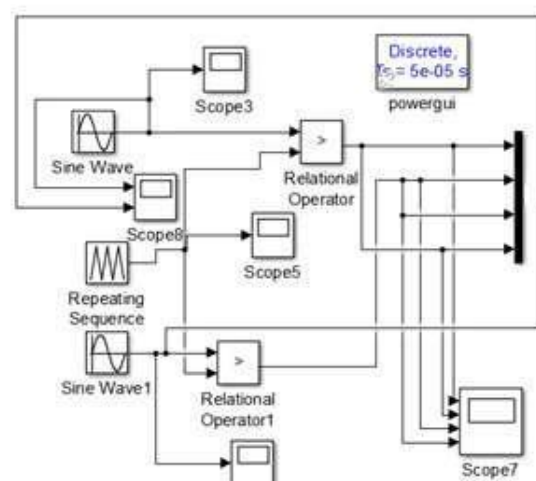 Discrete,
Ts = 5e-05 s
powergui
Scope3
Sine Wave
>
Relational
Operator
Scope8
Scope5
Repeating
Sequence
Sine Wave1
>
Relational
Operator1
Scope7